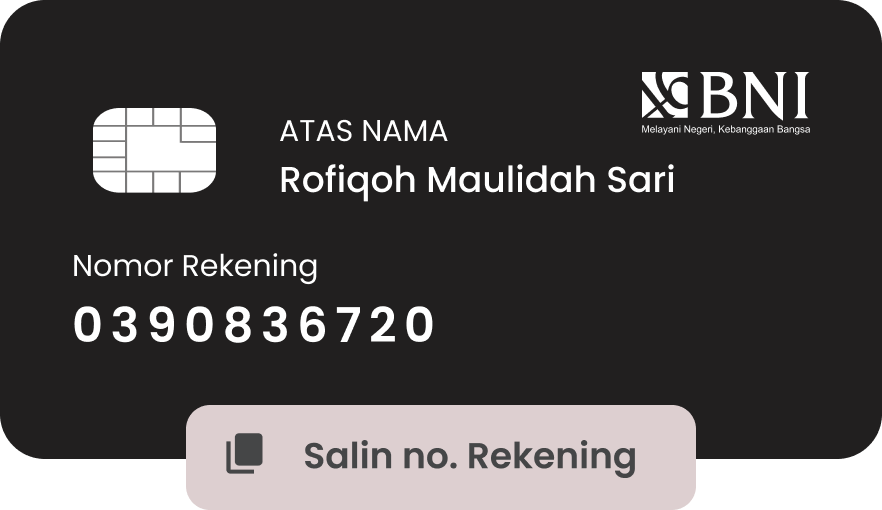 BNI
Melayani Negeri, Kebanggaan Bangsa
ATAS NAMA
Rofiqoh Maulidah Sari
Nomor Rekening
0390836720
Salin no. Rekening